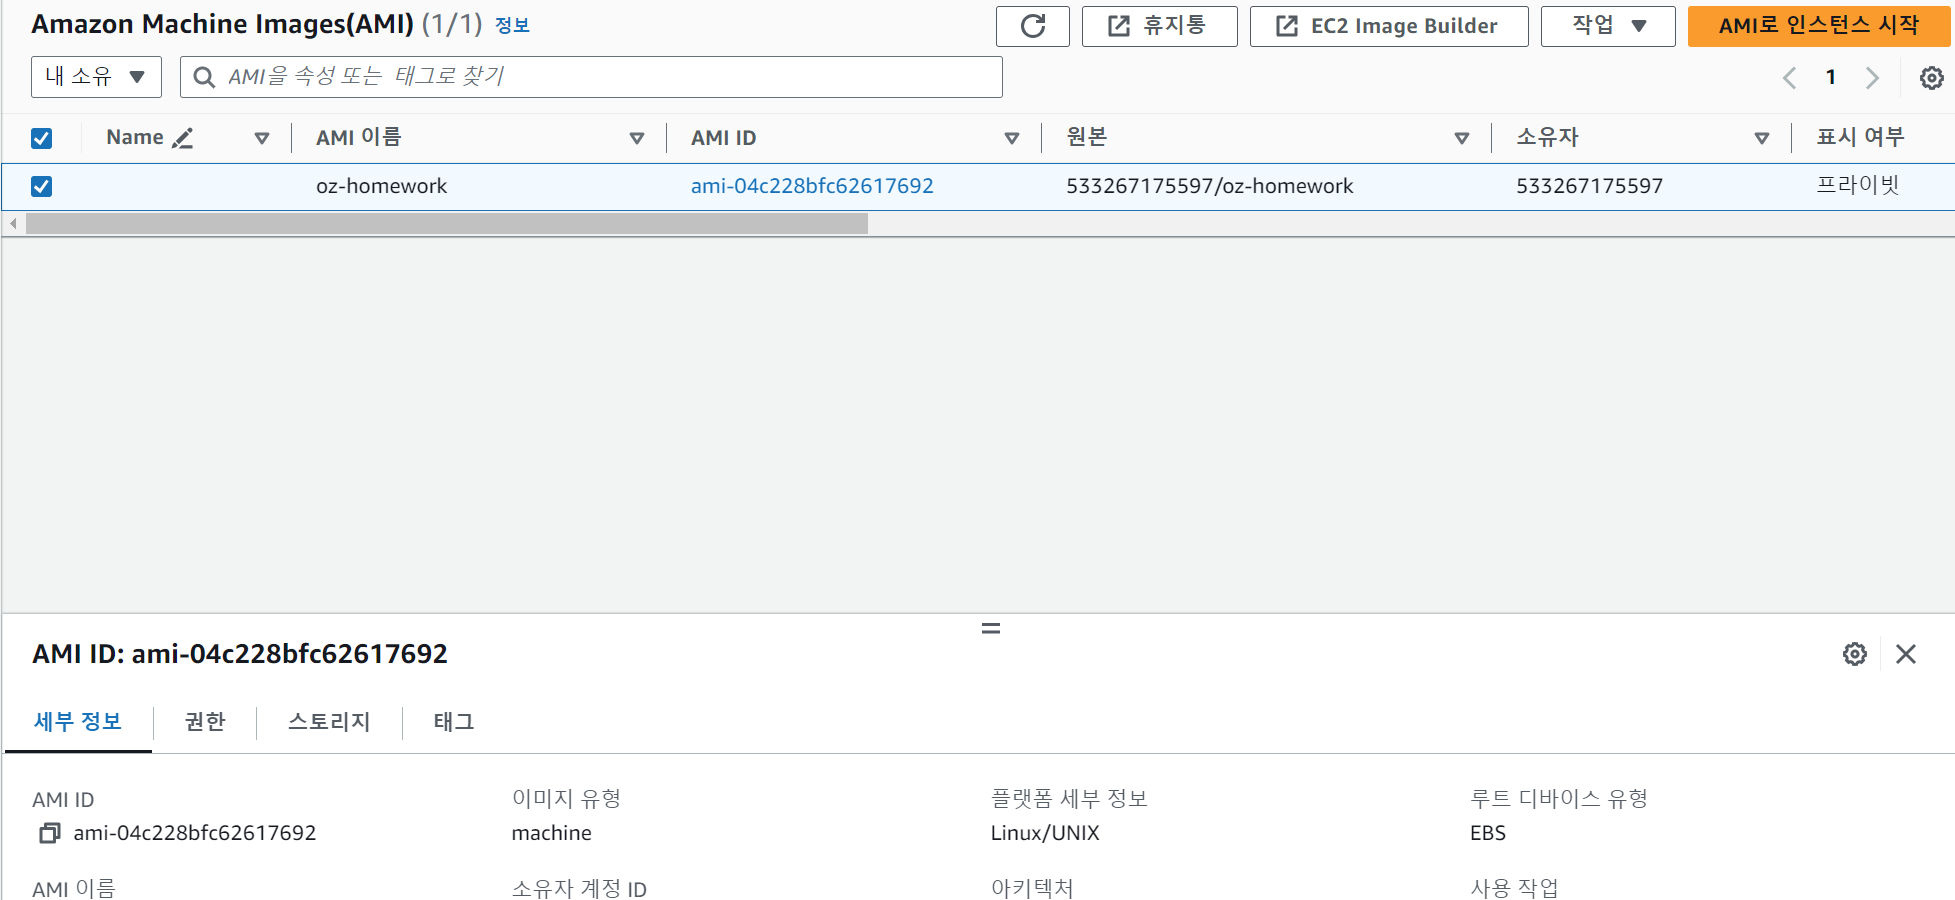 Amazon Machine Images(AMI) (1/1) 정보
휴지통
EC2 Image Builder
작업
AMI로 인스턴스 시작
내 소유
AMI을 속성 또는 태그로 찾기
1
Name AMI 이름 AMI ID 원본 소유자 표시 여부
oz-homework ami-04c228bfc62617692 533267175597/oz-homework 533267175597 프라이빗
AMI ID: ami-04c228bfc62617692
세부 정보 권한 스토리지 태그
AMI ID 이미지 유형 플랫폼 세부 정보 루트 디바이스 유형
ami-04c228bfc62617692 machine Linux/UNIX EBS
AMI 이름 소유자 계정 ID 아키텍처 사용 작업